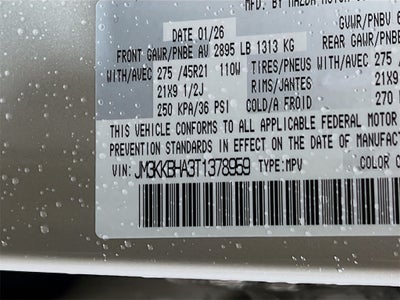 MFD BY MAZDA MOTOR
DATE 01/26 GVWR/PNBV
FRONT GAWR/PNBE AV 2895 LB 1313 KG REAR GAWR/PNBE
WITH/AVEC 275 /45R21 110W TIRES/PNEUS WITH/AVEC 275
RIMS/JANTES 21X9 1/2J RIMS/JANTES 21X9
250 KPA/36 PSI COLD/A FROID 270
THIS VEHICLE CONFORMS TO ALL APPLICABLE FEDERAL MOTOR
PREVENTION STANDARDS IN EFFECT ON THE DATE OF MANUFACTUR
VIN: JM3KKBHA3T1378959 TYPE:MPV COLOR